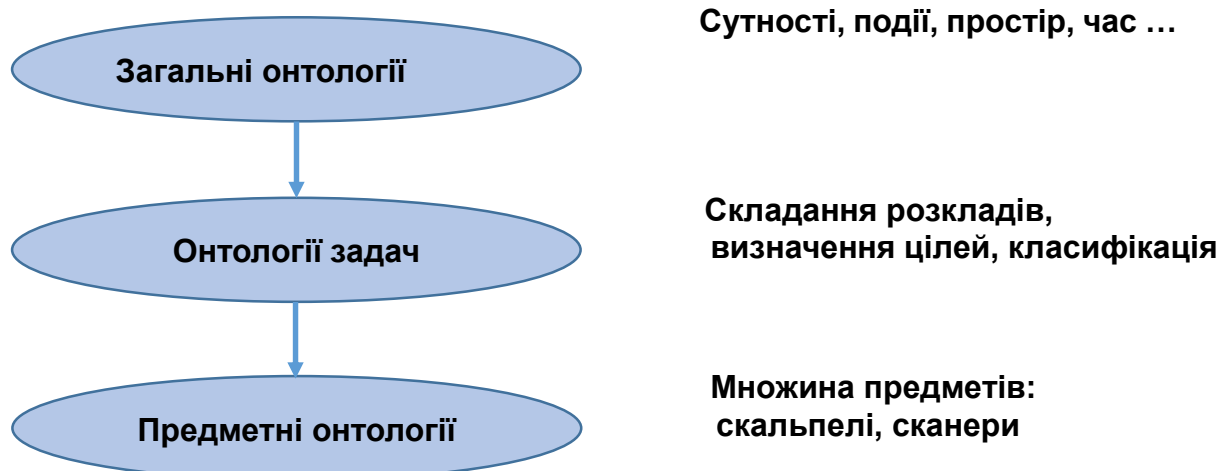 Сутності, події, простір, час …
Загальні онтології
Складання розкладів,
Онтології задач
визначення цілей, класифікація
Множина предметів:
Предметні онтології
скальпелі, сканери